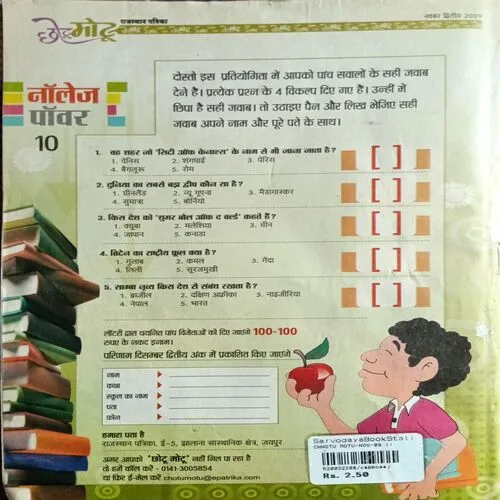 छोटू मोटू
राजस्थान पत्रिका
नवंबर द्वितीय 2009
नॉलेज
पॉवर
10
दोस्तो इस प्रतियोगिता में आपको पांच सवालों के सही जवाब
देने हैं। प्रत्येक प्रश्न के 4 विकल्प दिए गए हैं। उन्हीं में
छिपा है सही जवाब। तो उठाइए पैन और लिख भेजिए सही
जवाब अपने नाम और पूरे पते के साथ।
1. वह शहर जो 'सिटी ऑफ केनाल्स' के नाम से भी जाना जाता है?
1. वेनिस 2. शंगघाई 3. पेरिस
4. बैंगलूरू 5. रोम
2. दुनिया का सबसे बड़ा द्वीप कौन सा है?
1. ग्रीनलैंड 2. न्यू गूएना 3. मैडागास्कर
4. सुमात्रा 5. बोर्नियो
3. किस देश को 'शुगर बोल ऑफ द वर्ल्ड' कहते हैं?
1. क्यूबा 2. मलेशिया 3. चीन
4. जापान 5. कनाडा
4. ब्रिटेन का राष्ट्रीय फूल क्या है?
1. गुलाब 2. कमल 3. गेंदा
4. लिली 5. सूरजमुखी
5. साम्बा नृत्य किस देश से संबंध रखता है?
1. ब्राजील 2. दक्षिण अफ्रीका 3. नाइजीरिया
4. नेपाल 5. भारत
लॉटरी द्वारा चयनित पांच विजेताओं को दिए जाएंगे 100-100
रुपए के नकद इनाम।
परिणाम दिसम्बर द्वितीय अंक में प्रकाशित किए जाएंगे
नाम
कक्षा
स्कूल का नाम
पता
फोन
हमारा पता है
राजस्थान पत्रिका, ई-5, झालाना सांस्थानिक क्षेत्र, जयपुर
अगर आपको "छोटू मोटू" नहीं मिल पा रहा है
तो हमें कॉल करें - 0141-3005854
या फिर ई-मेल करें chotumotu@epatrika.com
SarvodayaBookStall
CHHOTU MOTU-NOV-09 II
Rs. 2.50